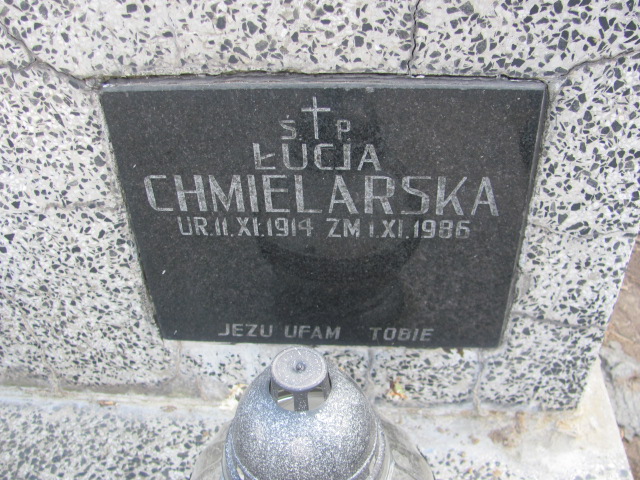 Ś. P.
ŁUCJA
CHMIELARSKA
UR. 11. XI. 1914 ZM 1. XI. 1986
JEZU UFAM TOBIE